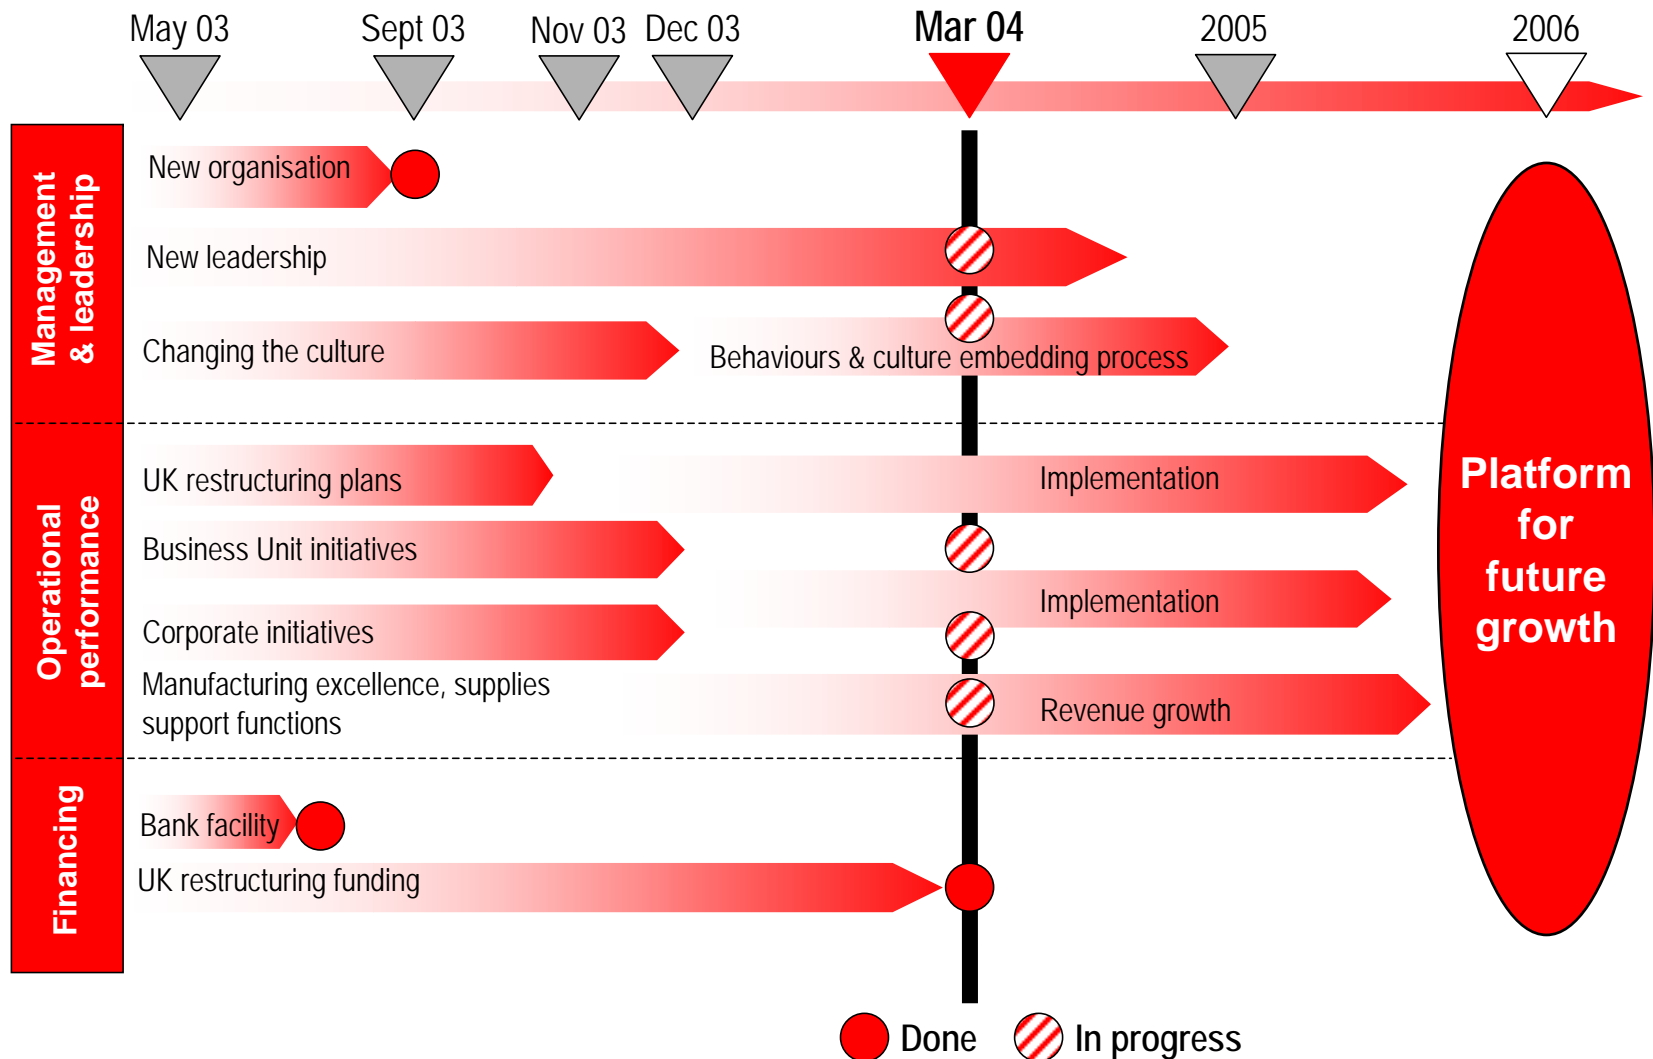 May 03
Sept 03
Nov 03
Dec 03
Mar 04
2005
2006
Management
& leadership
New organisation
New leadership
Changing the culture
Behaviours & culture embedding process
Operational
performance
UK restructuring plans
Implementation
Business Unit initiatives
Implementation
Corporate initiatives
Manufacturing excellence, supplies
support functions
Revenue growth
Financing
Bank facility
UK restructuring funding
Platform
for
future
growth
Done
In progress